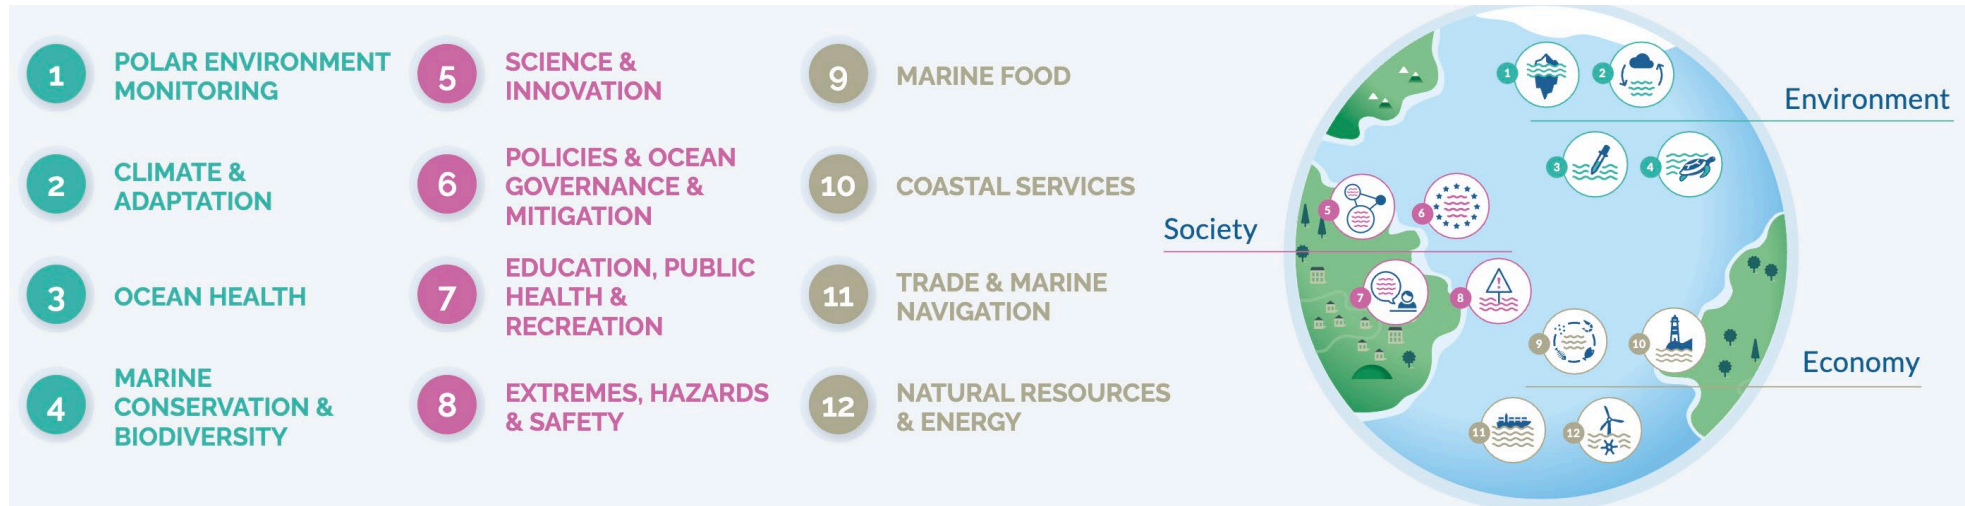 1
POLAR ENVIRONMENT
MONITORING
2
CLIMATE &
ADAPTATION
3
OCEAN HEALTH
4
MARINE
CONSERVATION &
BIODIVERSITY
5
SCIENCE &
INNOVATION
6
POLICIES & OCEAN
GOVERNANCE &
MITIGATION
7
EDUCATION, PUBLIC
HEALTH &
RECREATION
8
EXTREMES, HAZARDS
& SAFETY
9
MARINE FOOD
10
COASTAL SERVICES
11
TRADE & MARINE
NAVIGATION
12
NATURAL RESOURCES
& ENERGY
1
2
Environment
3
4
5
6
Society
7
8
9
10
Economy
11
12